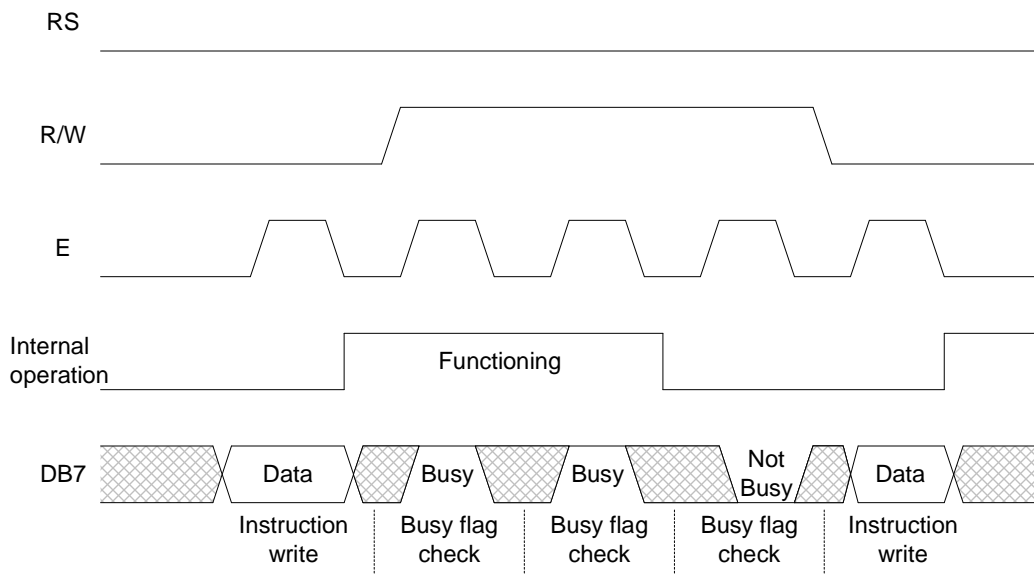 RS
R/W
E
Internal
operation
Functioning
DB7
Data
Busy
Busy
Not
Busy
Data
Instruction
write
Busy flag
check
Busy flag
check
Busy flag
check
Instruction
write